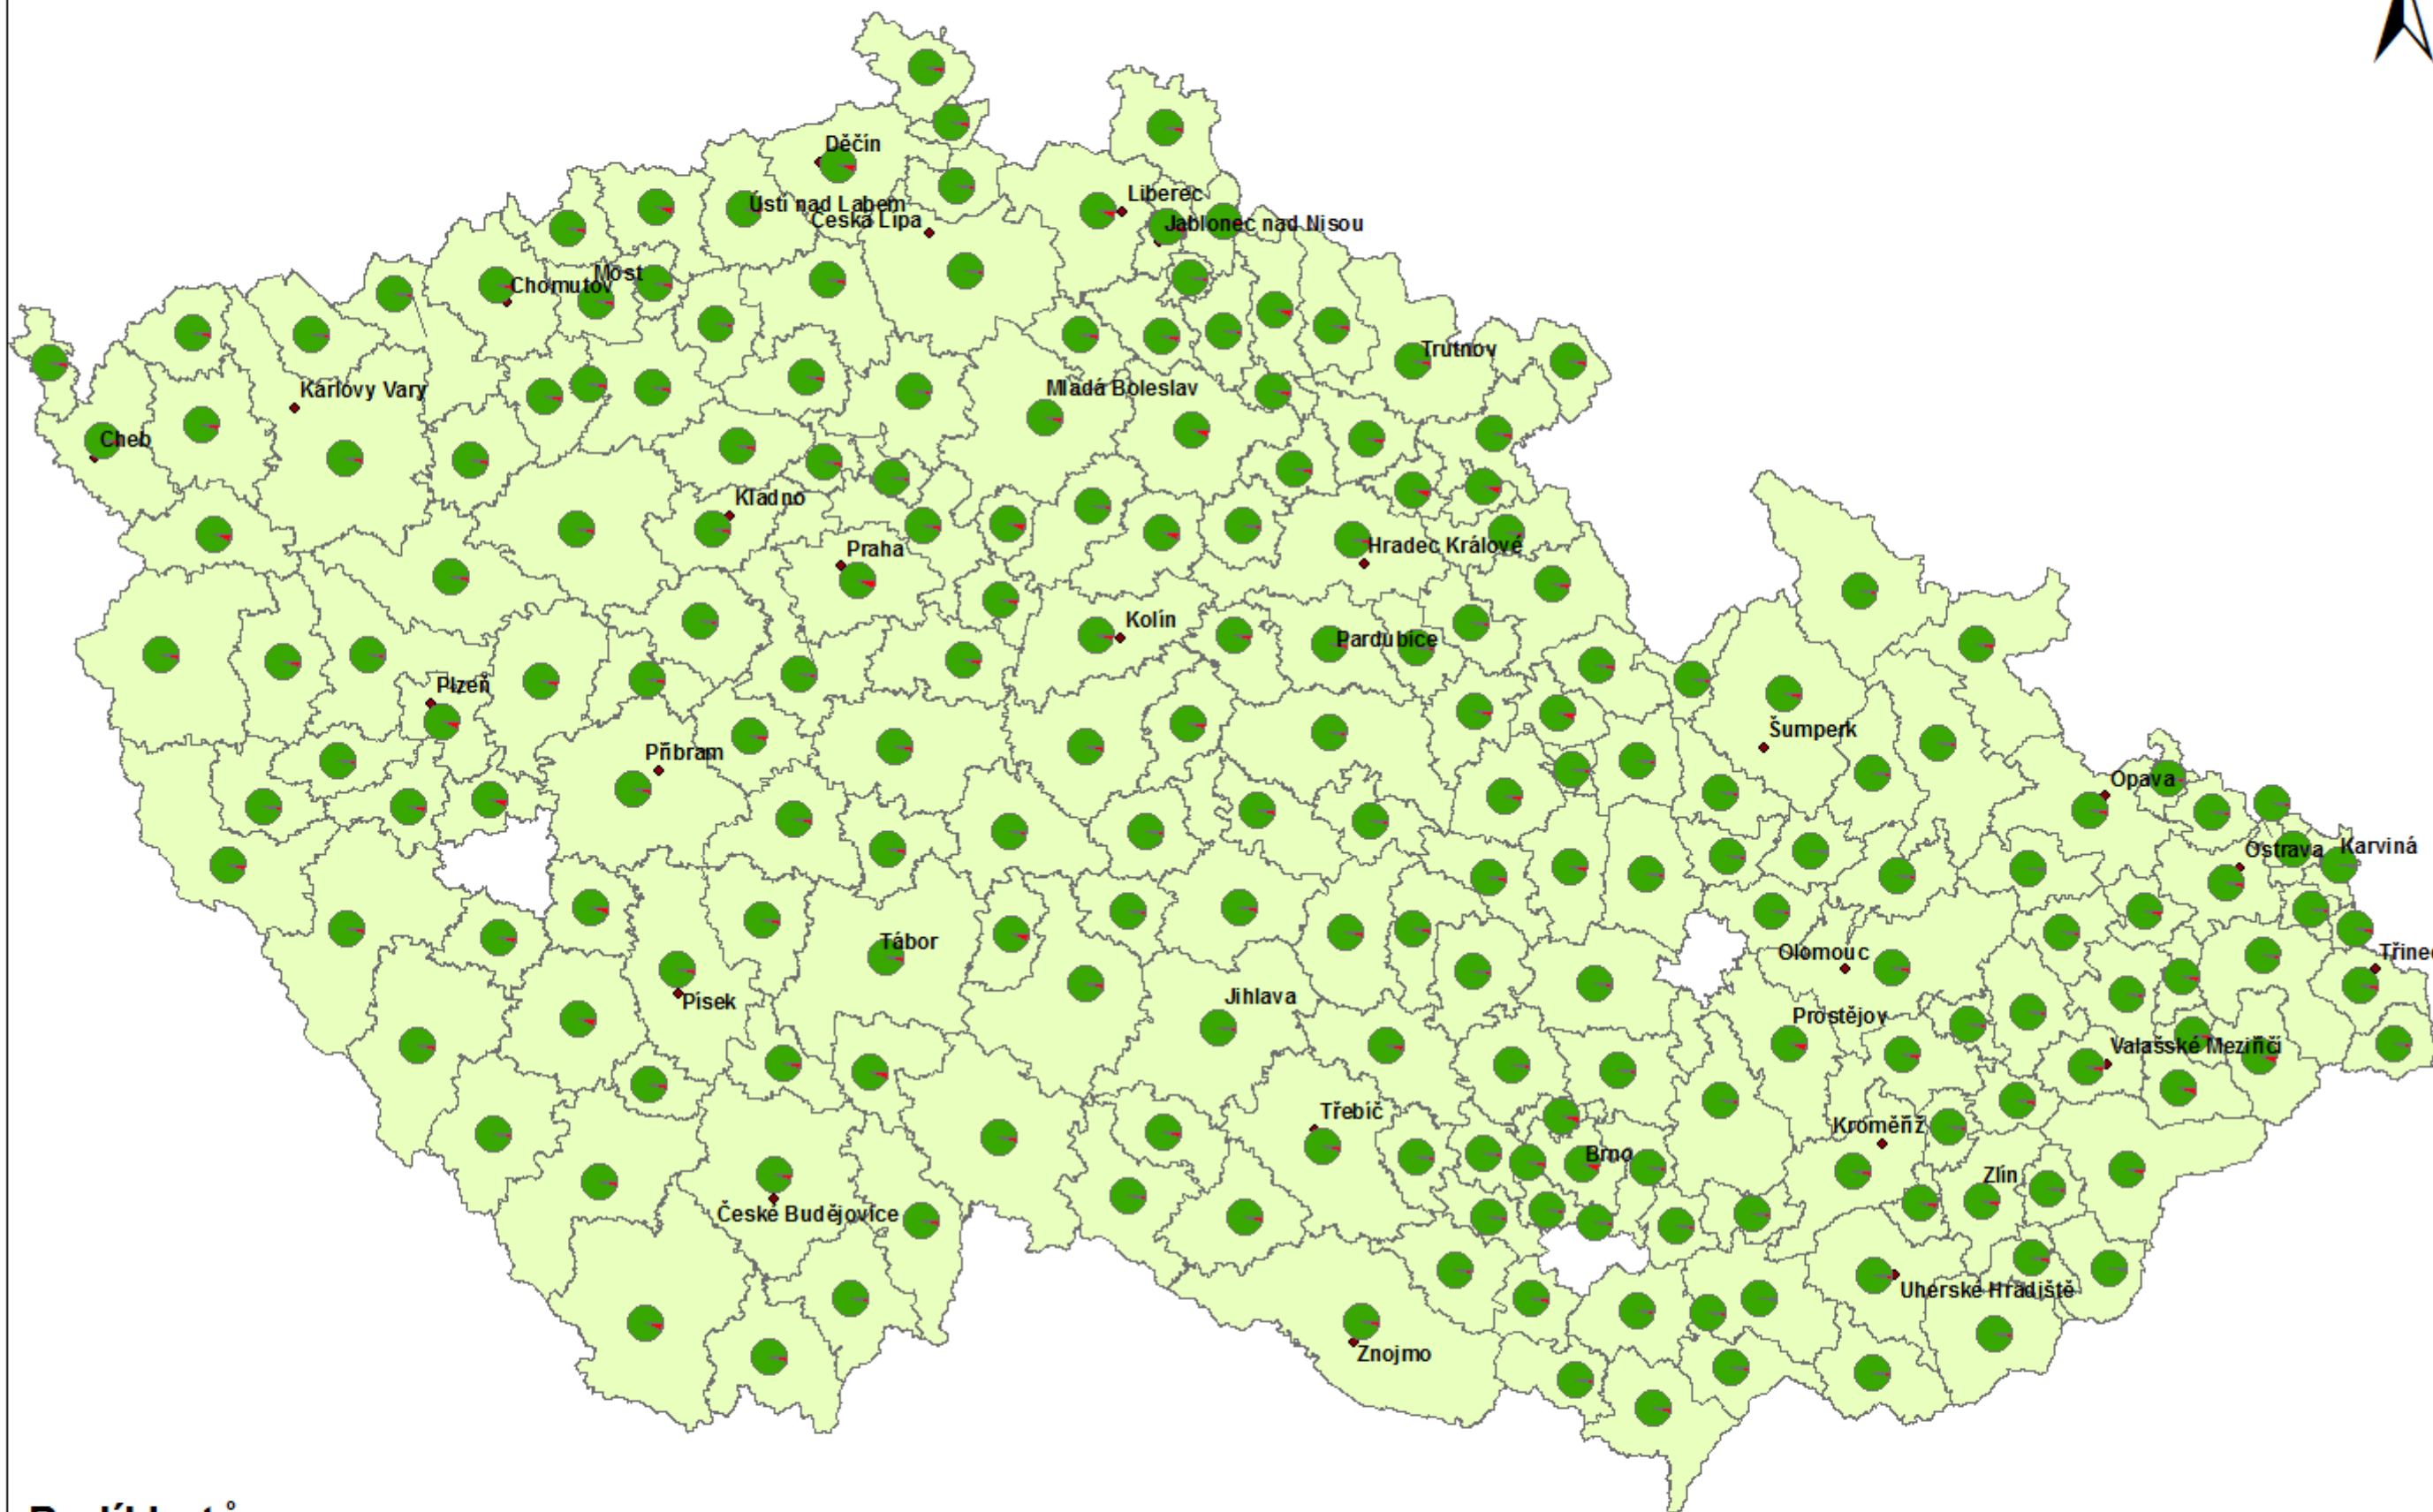 Děčín
Ústí nad Labem
Česká Lípa
Liberec
Jablonec nad Nisou
Most
Chomutov
Trutnov
Karlovy Vary
Mladá Boleslav
Cheb
Kladno
Praha
Hradec Králové
Kolín
Pardubice
Plzeň
Šumperk
Příbram
Opava
Ostrava
Karviná
Tábor
Olomouc
Třinec
Písek
Jihlava
Prostějov
Valašské Meziříčí
Třebíč
Kroměříž
Brno
Zlín
České Budějovice
Uherské Hradiště
Znojmo